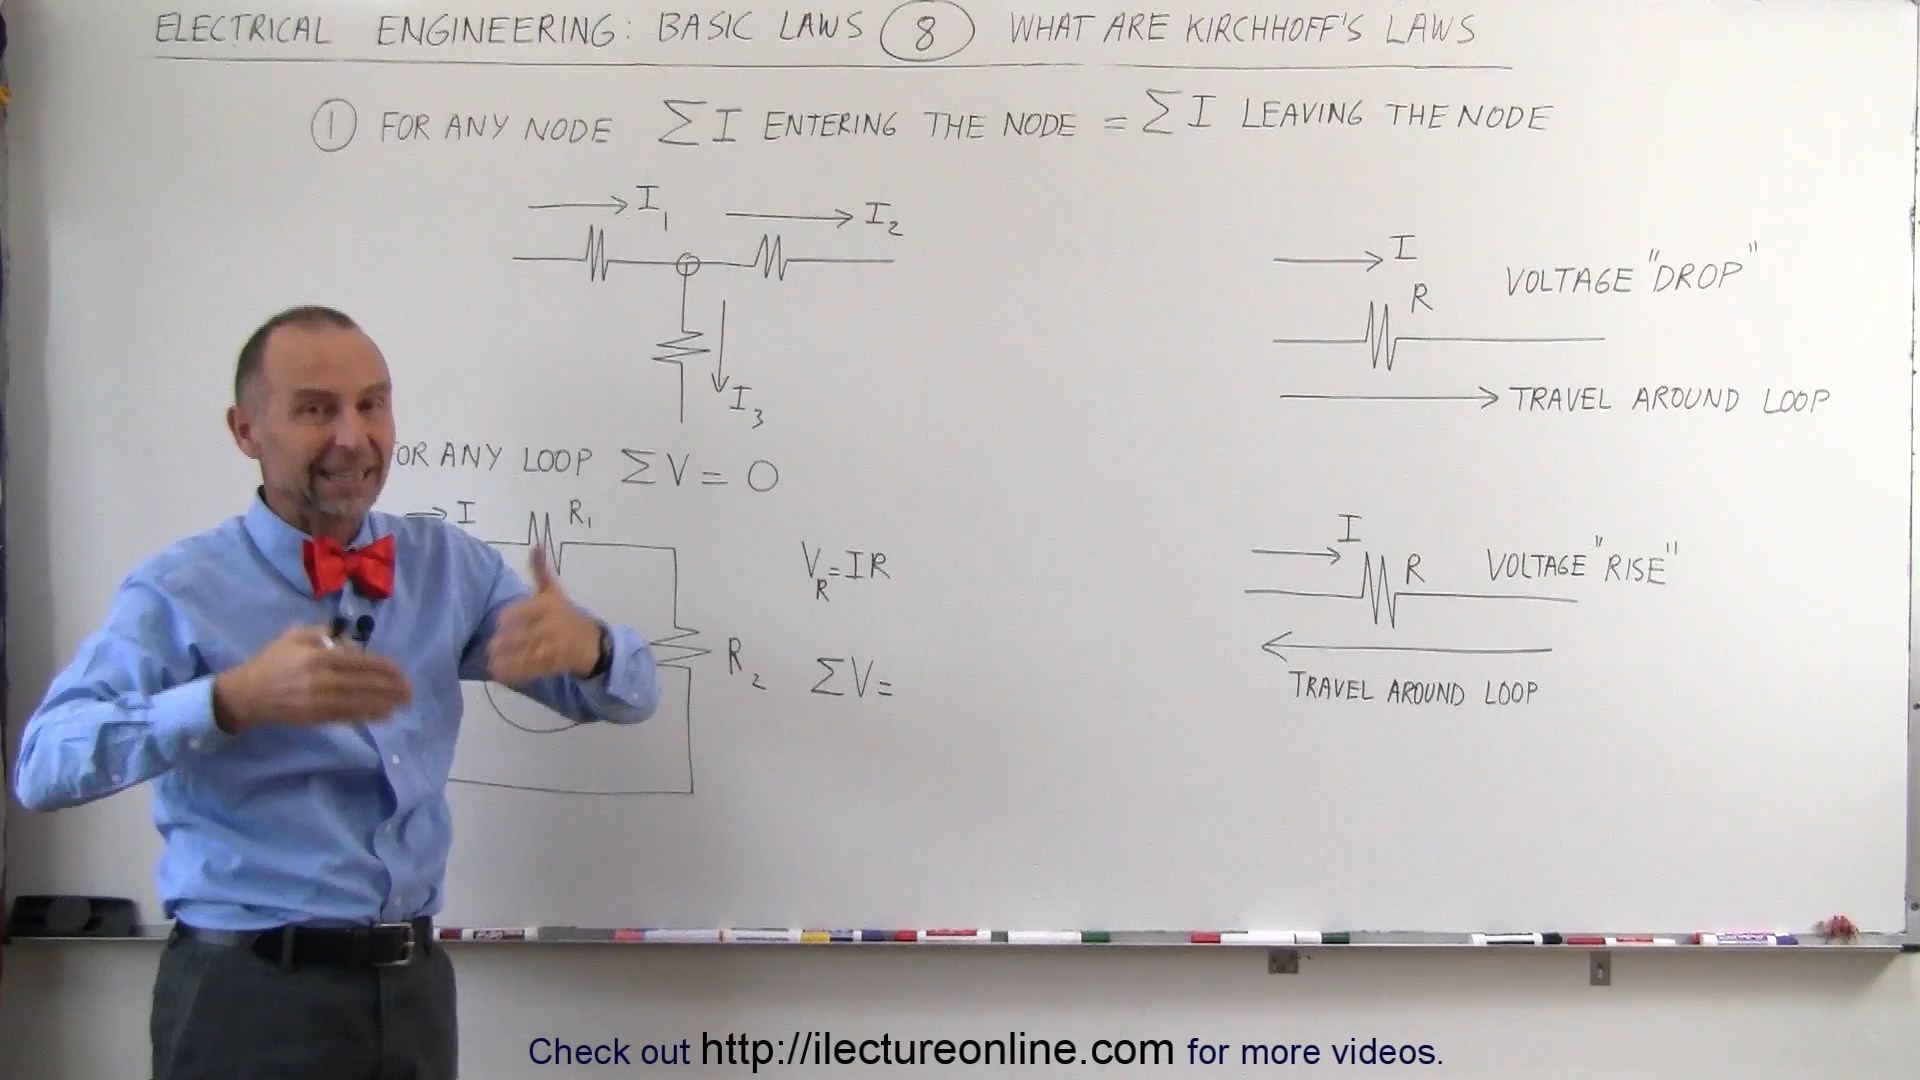 ELECTRICAL ENGINEERING: BASIC LAWS 8 WHAT ARE KIRCHHOFF'S LAWS
1 FOR ANY NODE ΣI ENTERING THE NODE = ΣI LEAVING THE NODE
I₁
I₂
I₃
I
R
VOLTAGE "DROP"
TRAVEL AROUND LOOP
OR ANY LOOP ΣV = 0
I
R₁
R₂
V_R = IR
ΣV =
I
R
VOLTAGE "RISE"
TRAVEL AROUND LOOP
Check out http://ilectureonline.com for more videos.